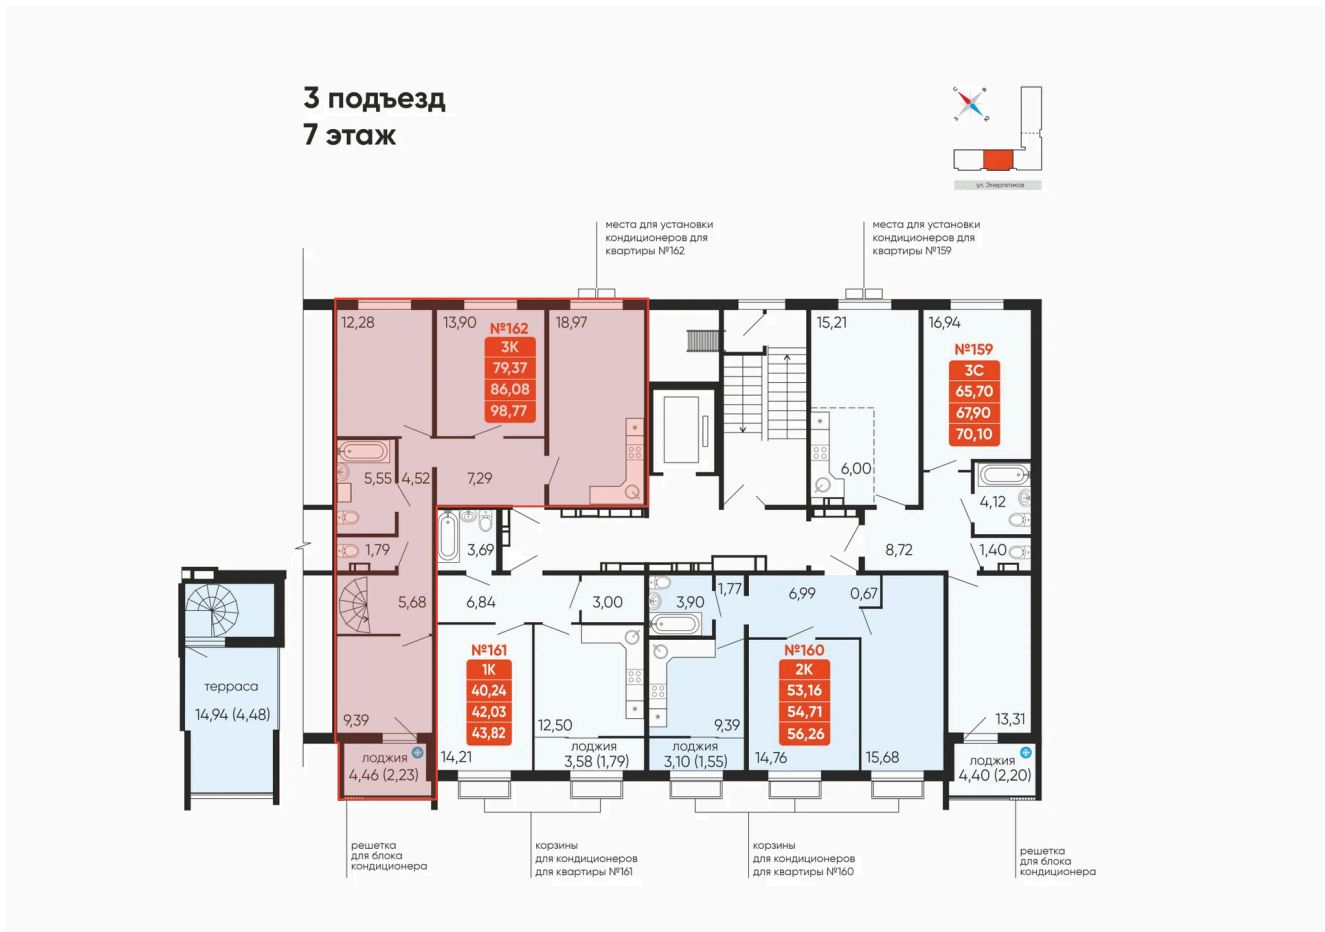 3 подъезд
7 этаж
С
В
З
Ю
ул. Энергетиков
места для установки
кондиционеров для
квартиры №162
места для установки
кондиционеров для
квартиры №159
12,28
13,90
18,97
№162
3К
79,37
86,08
98,77
15,21
16,94
№159
3С
65,70
67,90
70,10
5,55
4,52
7,29
6,00
4,12
1,79
3,69
8,72
1,40
5,68
6,84
3,00
3,90
1,77
6,99
0,67
терраса
14,94 (4,48)
№161
1К
40,24
42,03
43,82
№160
2К
53,16
54,71
56,26
9,39
12,50
9,39
13,31
14,21
14,76
15,68
лоджия
4,46 (2,23)
лоджия
3,58 (1,79)
лоджия
3,10 (1,55)
лоджия
4,40 (2,20)
решетка
для блока
кондиционера
корзины
для кондиционеров
для квартиры №161
корзины
для кондиционеров
для квартиры №160
решетка
для блока
кондиционера